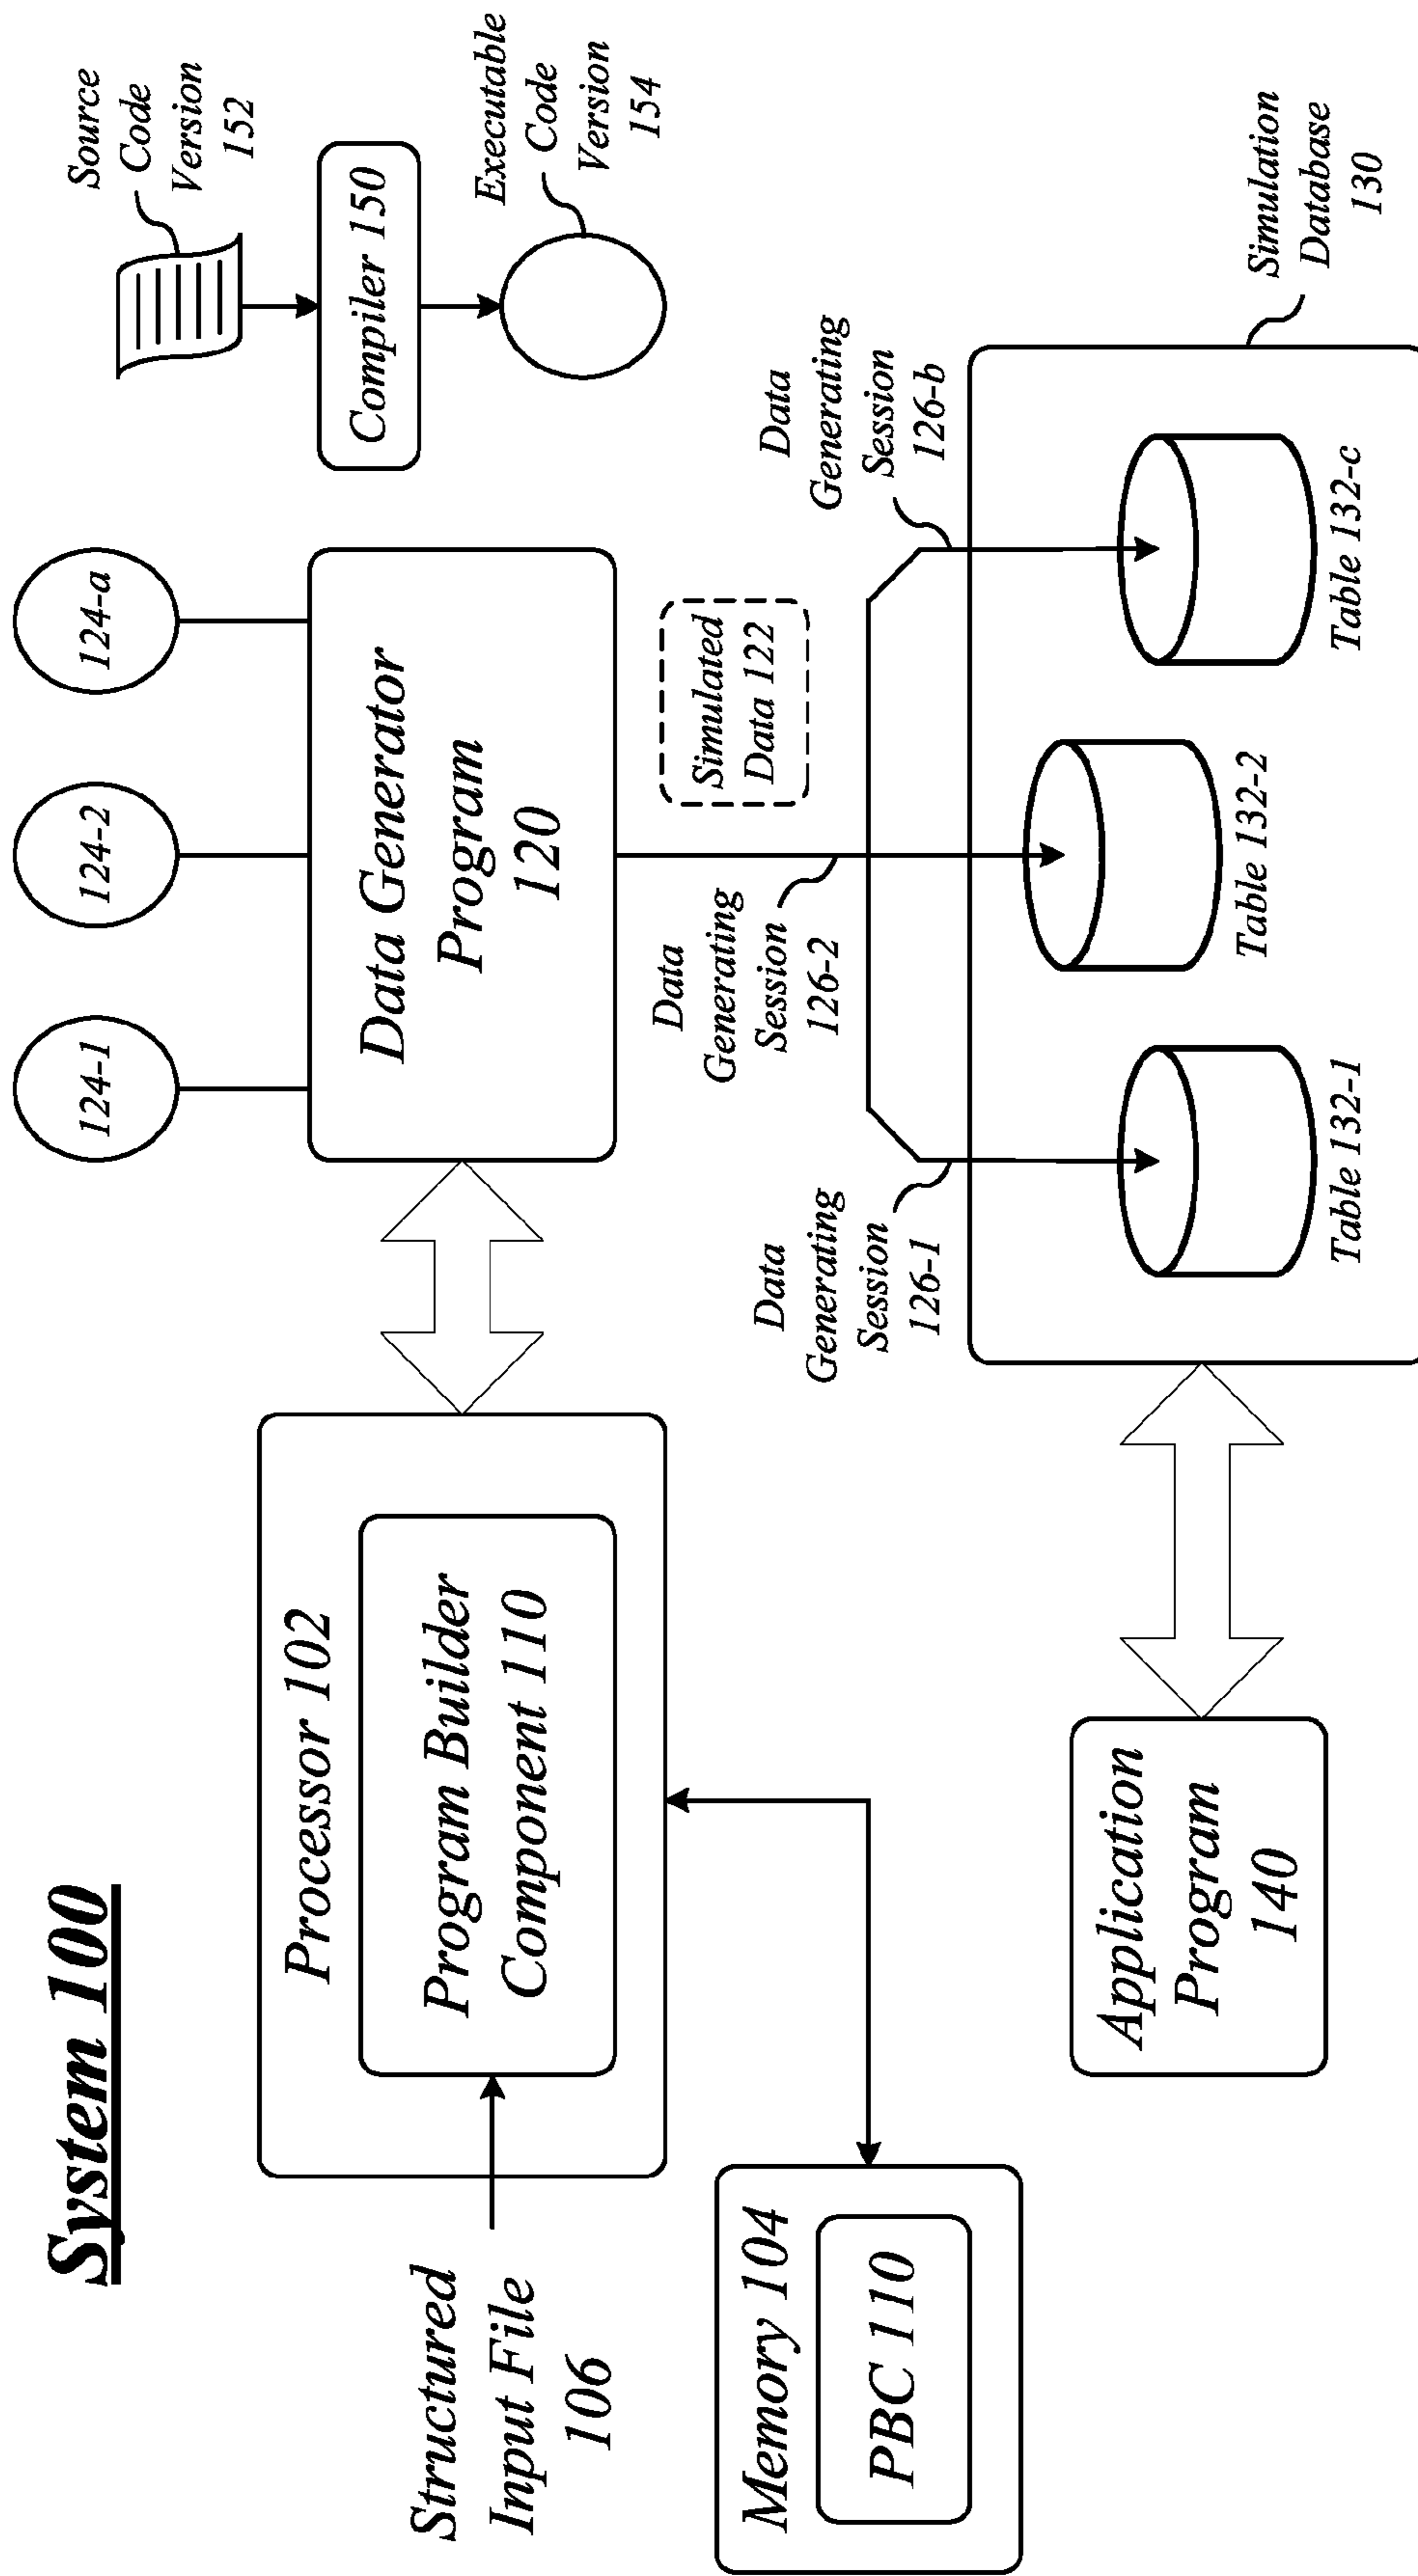 System 100
Structured
Input File
106
Processor 102
Program Builder
Component 110
Memory 104
PBC 110
124-1
124-2
124-a
Data Generator
Program
120
Source
Code
Version
152
Compiler 150
Executable
Code
Version
154
Simulated
Data 122
Data
Generating
Session
126-1
Data
Generating
Session
126-2
Data
Generating
Session
126-b
Application
Program
140
Table 132-1
Table 132-2
Table 132-c
Simulation
Database
130